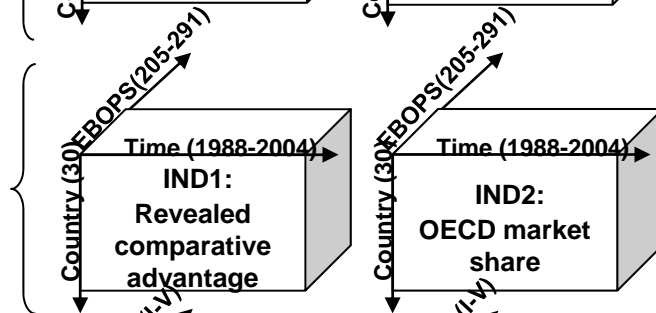 C
C
EBOPS(205-291)
EBOPS(205-291)
Time (1988-2004)
Time (1988-2004)
Country (30)
Country (30)
IND1:
Revealed
comparative
advantage
IND2:
OECD market
share
(I-V)
(I-V)